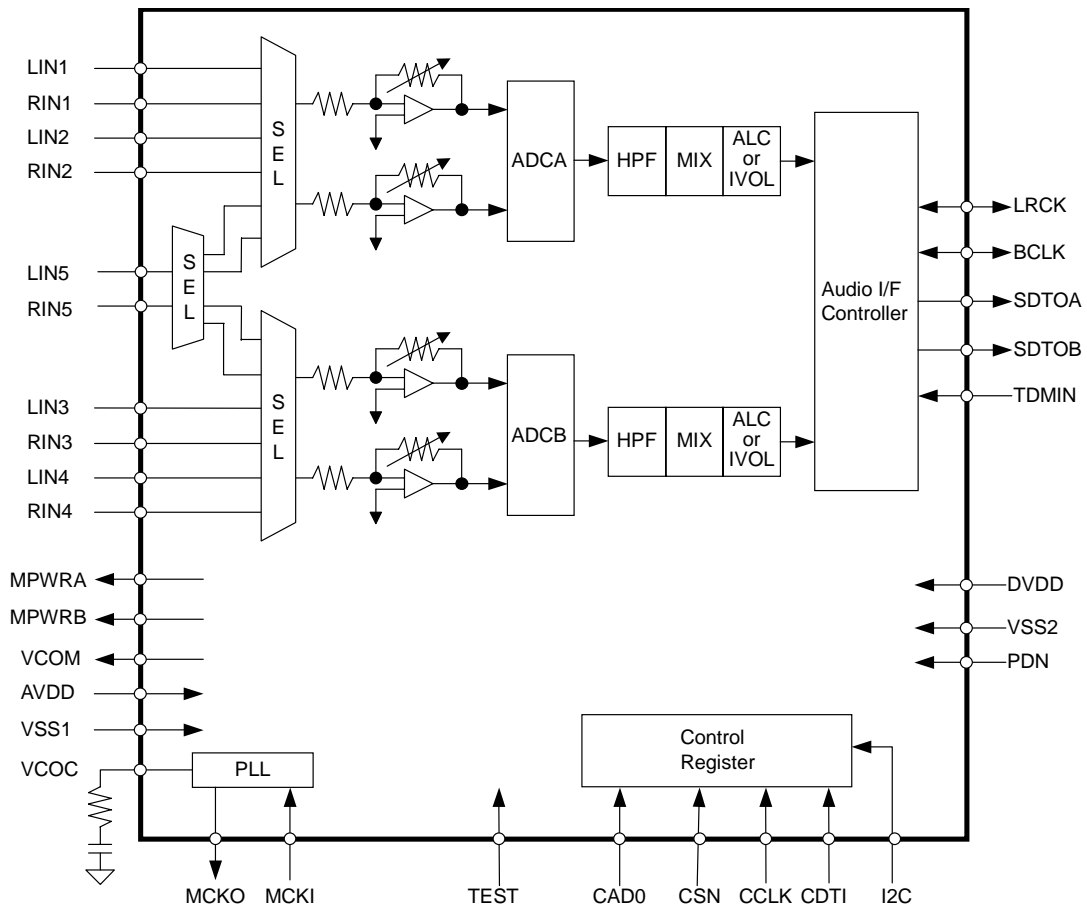 LIN1
RIN1
LIN2
RIN2
LIN5
RIN5
LIN3
RIN3
LIN4
RIN4
MPWRA
MPWRB
VCOM
AVDD
VSS1
VCOC
S
E
L
S
E
L
S
E
L
ADCA
HPF
MIX
ALC
or
IVOL
ADCB
HPF
MIX
ALC
or
IVOL
Audio I/F
Controller
LRCK
BCLK
SDTOA
SDTOB
TDMIN
DVDD
VSS2
PDN
PLL
Control
Register
MCKO
MCKI
TEST
CAD0
CSN
CCLK
CDTI
I2C